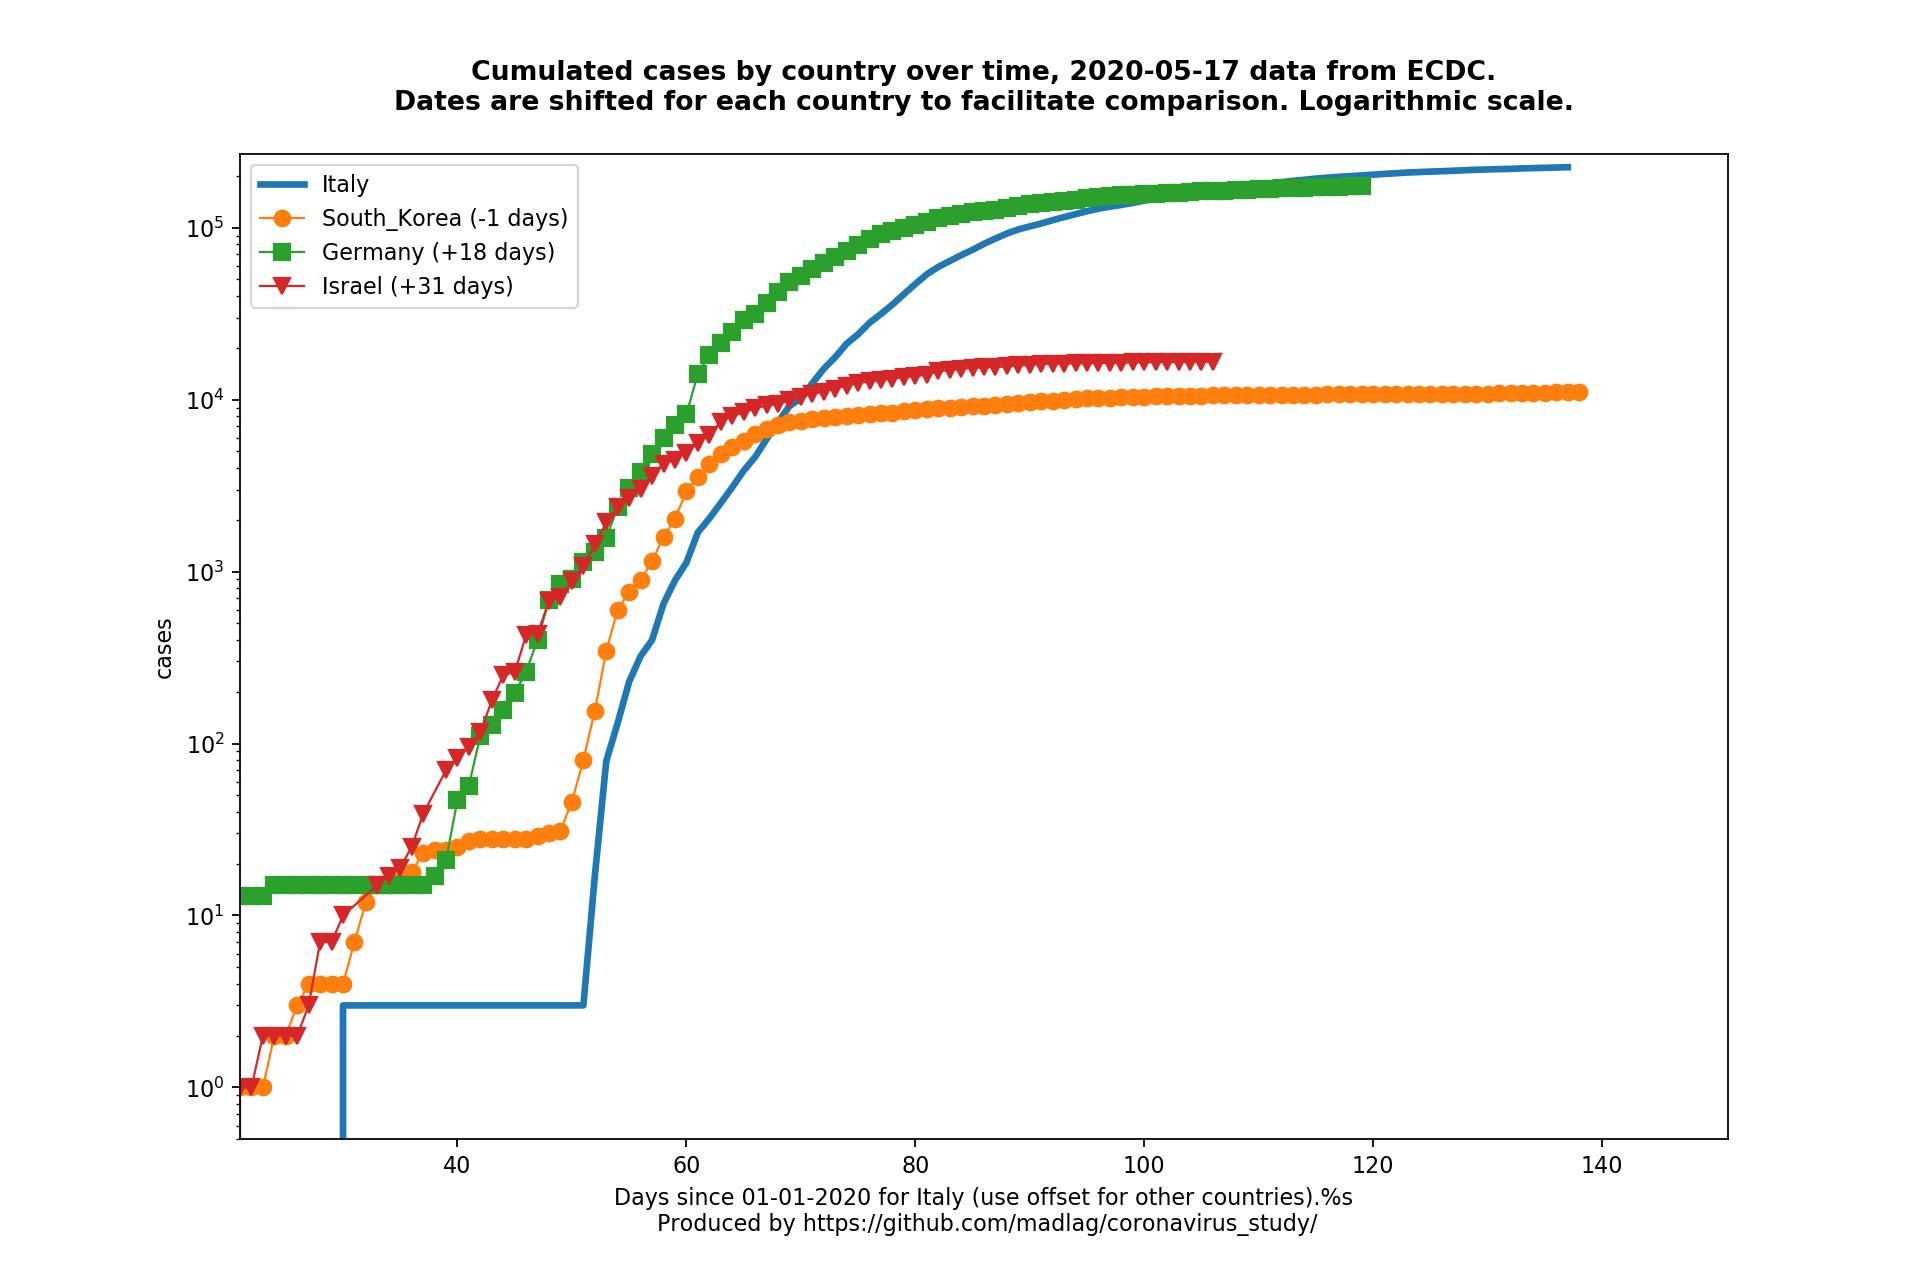 Cumulated cases by country over time, 2020-05-17 data from ECDC.
Dates are shifted for each country to facilitate comparison. Logarithmic scale.
Italy
South_Korea (-1 days)
Germany (+18 days)
Israel (+31 days)
10^5
10^4
10^3
10^2
10^1
10^0
cases
40 60 80 100 120 140
Days since 01-01-2020 for Italy (use offset for other countries).%s
Produced by https://github.com/madlag/coronavirus_study/